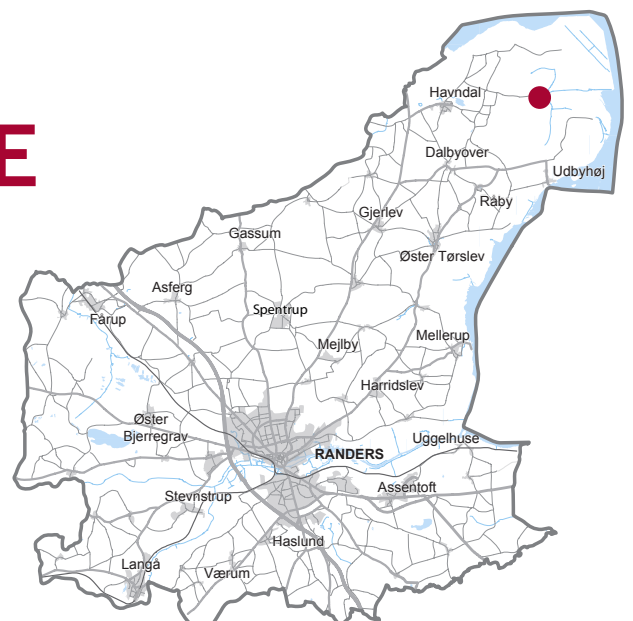 E
Havndal
Dalbyover
Udbyhøj
Råby
Gjerlev
Gassum
Øster Tørslev
Asferg
Spentrup
Fårup
Mellerup
Mejlby
Harridslev
Øster
Bjerregrav
Uggelhuse
RANDERS
Assentoft
Stevnstrup
Haslund
Langå
Værum